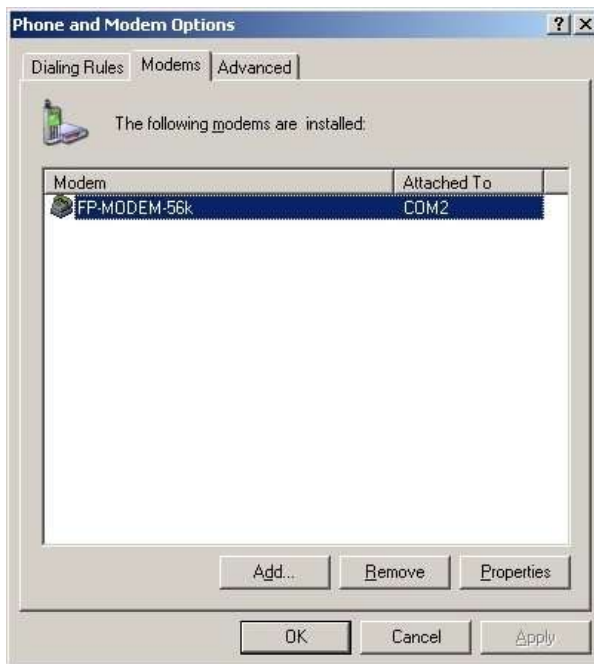 Phone and Modem Options
Dialing Rules Modems Advanced
The following modems are installed:
Modem Attached To
FP-MODEM-56k COM2
Add... Remove Properties
OK Cancel Apply